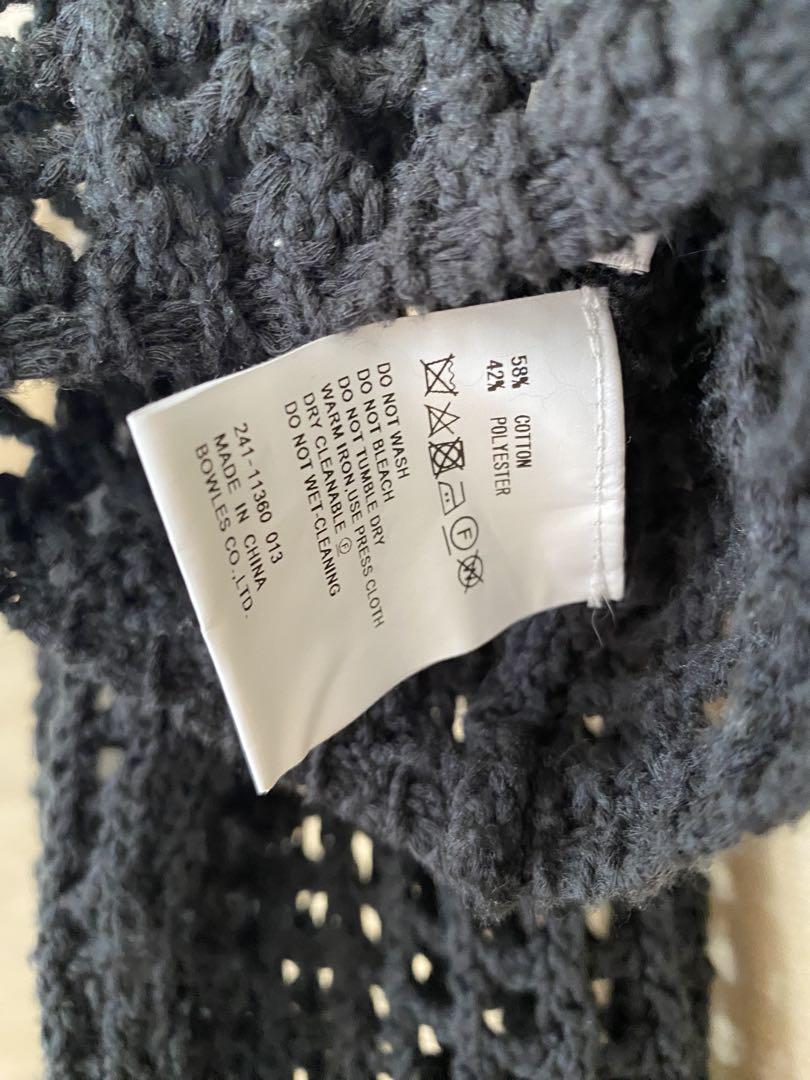 58% COTTON
42% POLYESTER
F
DO NOT WASH
DO NOT BLEACH
DO NOT TUMBLE DRY
WARM IRON,USE PRESS CLOTH
DRY CLEANABLE Ⓕ
DO NOT WET-CLEANING
241-11360 013
MADE IN CHINA
BOWLES CO.,LTD.